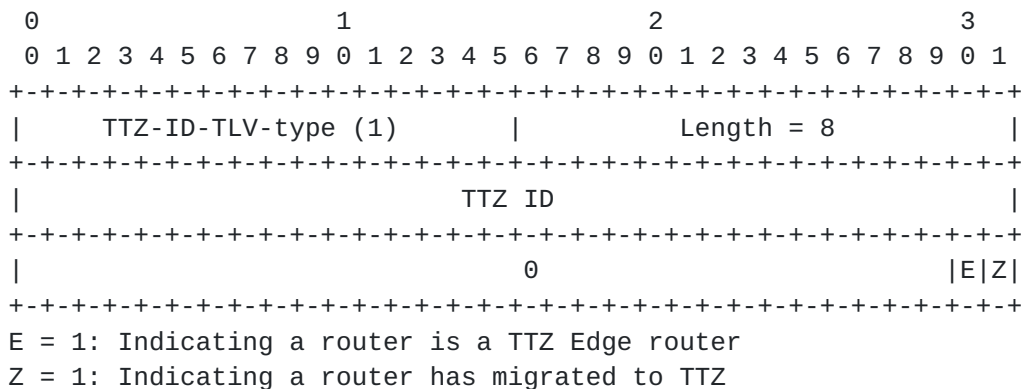 0                   1                   2                   3
 0 1 2 3 4 5 6 7 8 9 0 1 2 3 4 5 6 7 8 9 0 1 2 3 4 5 6 7 8 9 0 1
+-+-+-+-+-+-+-+-+-+-+-+-+-+-+-+-+-+-+-+-+-+-+-+-+-+-+-+-+-+-+-+-+
|     TTZ-ID-TLV-type (1)       |          Length = 8           |
+-+-+-+-+-+-+-+-+-+-+-+-+-+-+-+-+-+-+-+-+-+-+-+-+-+-+-+-+-+-+-+-+
|                            TTZ ID                             |
+-+-+-+-+-+-+-+-+-+-+-+-+-+-+-+-+-+-+-+-+-+-+-+-+-+-+-+-+-+-+-+-+
|                                0                          |E|Z|
+-+-+-+-+-+-+-+-+-+-+-+-+-+-+-+-+-+-+-+-+-+-+-+-+-+-+-+-+-+-+-+-+
E = 1: Indicating a router is a TTZ Edge router
Z = 1: Indicating a router has migrated to TTZ